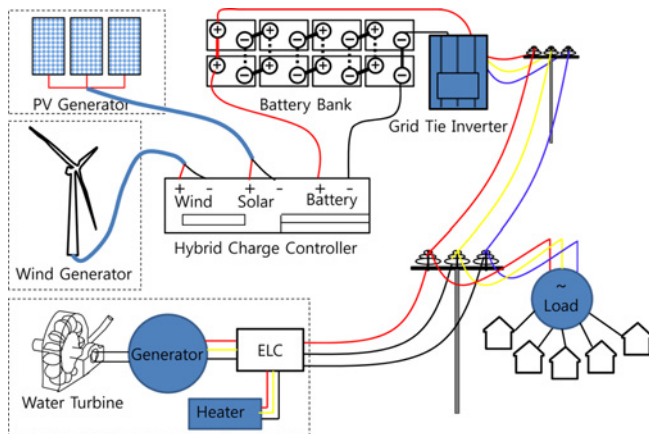 PV Generator
Battery Bank
Grid Tie Inverter
+ - + - + -
Wind Solar Battery
Hybrid Charge Controller
Wind Generator
~
Load
Generator
ELC
Water Turbine
Heater